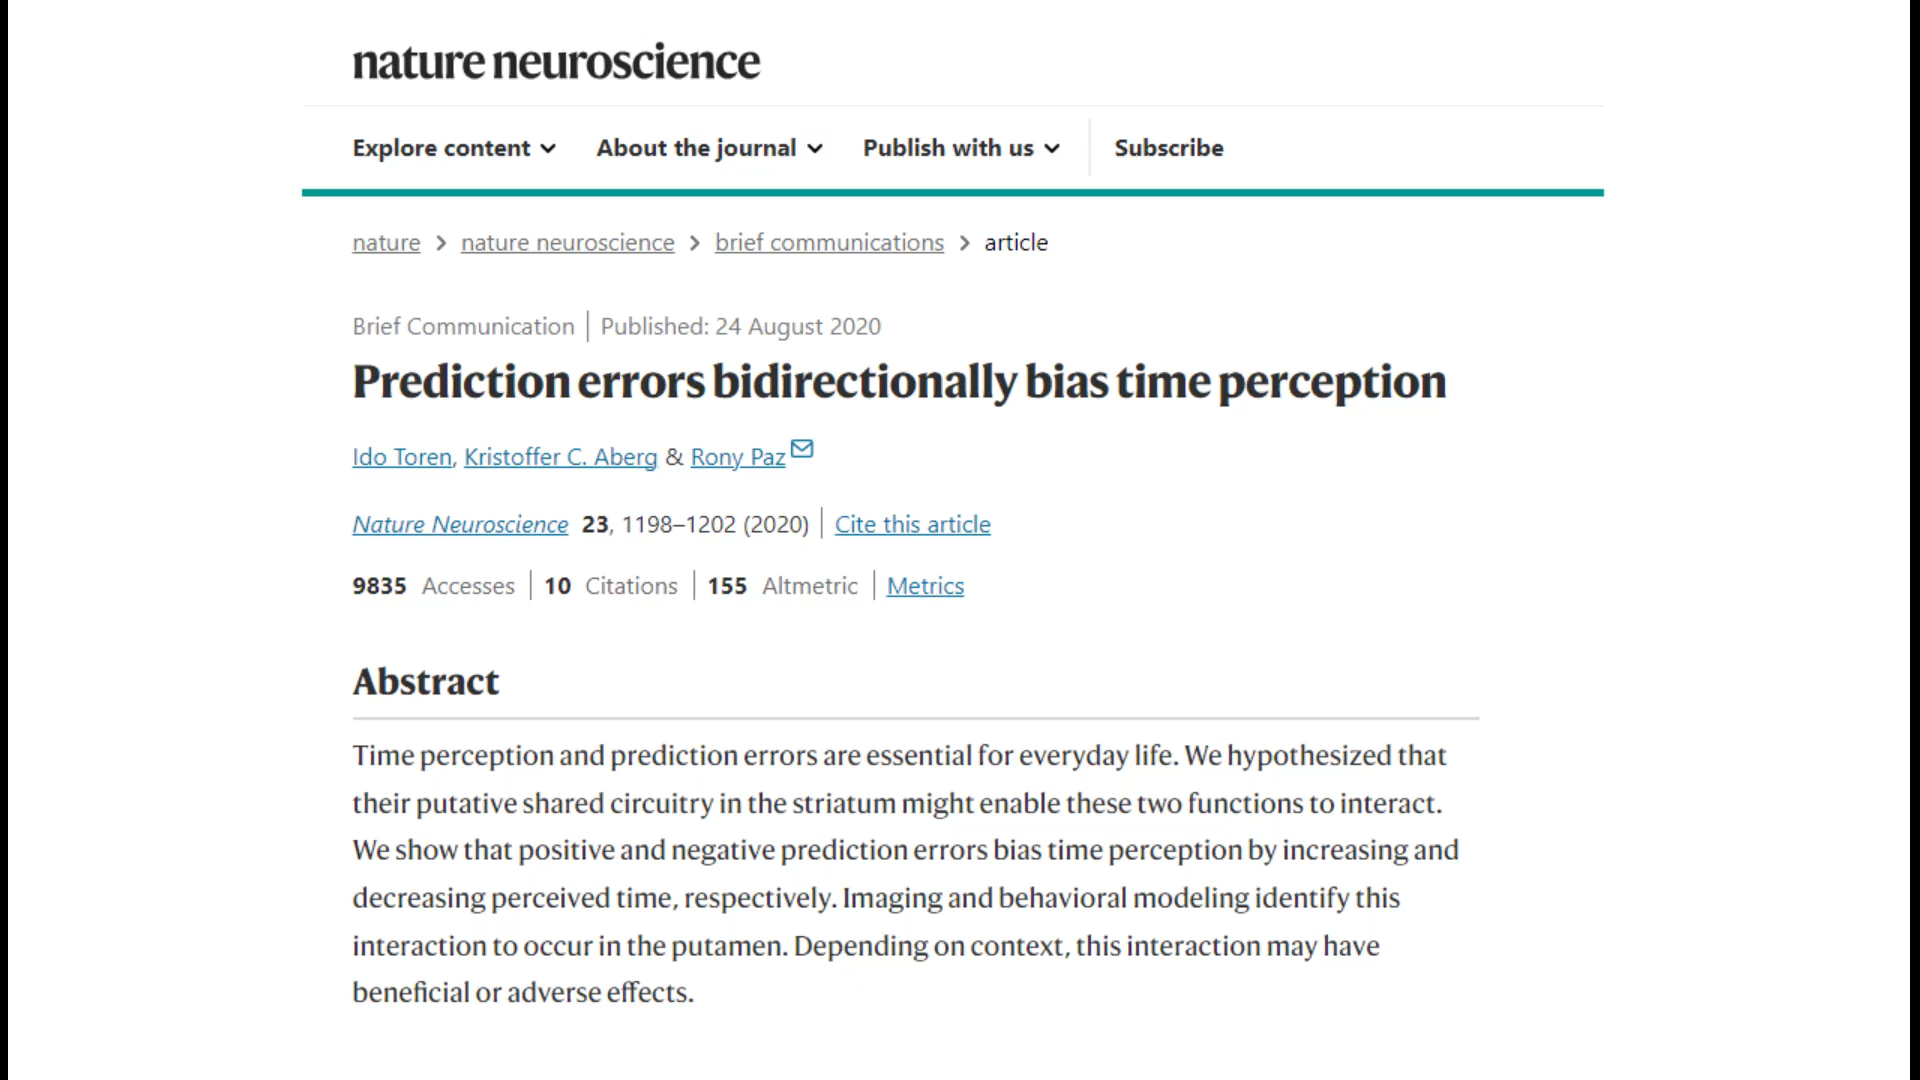 nature neuroscience
Explore content About the journal Publish with us Subscribe
nature > nature neuroscience > brief communications > article
Brief Communication | Published: 24 August 2020
Prediction errors bidirectionally bias time perception
Ido Toren, Kristoffer C. Aberg & Rony Paz
Nature Neuroscience 23, 1198–1202 (2020) | Cite this article
9835 Accesses | 10 Citations | 155 Altmetric | Metrics
Abstract
Time perception and prediction errors are essential for everyday life. We hypothesized that
their putative shared circuitry in the striatum might enable these two functions to interact.
We show that positive and negative prediction errors bias time perception by increasing and
decreasing perceived time, respectively. Imaging and behavioral modeling identify this
interaction to occur in the putamen. Depending on context, this interaction may have
beneficial or adverse effects.